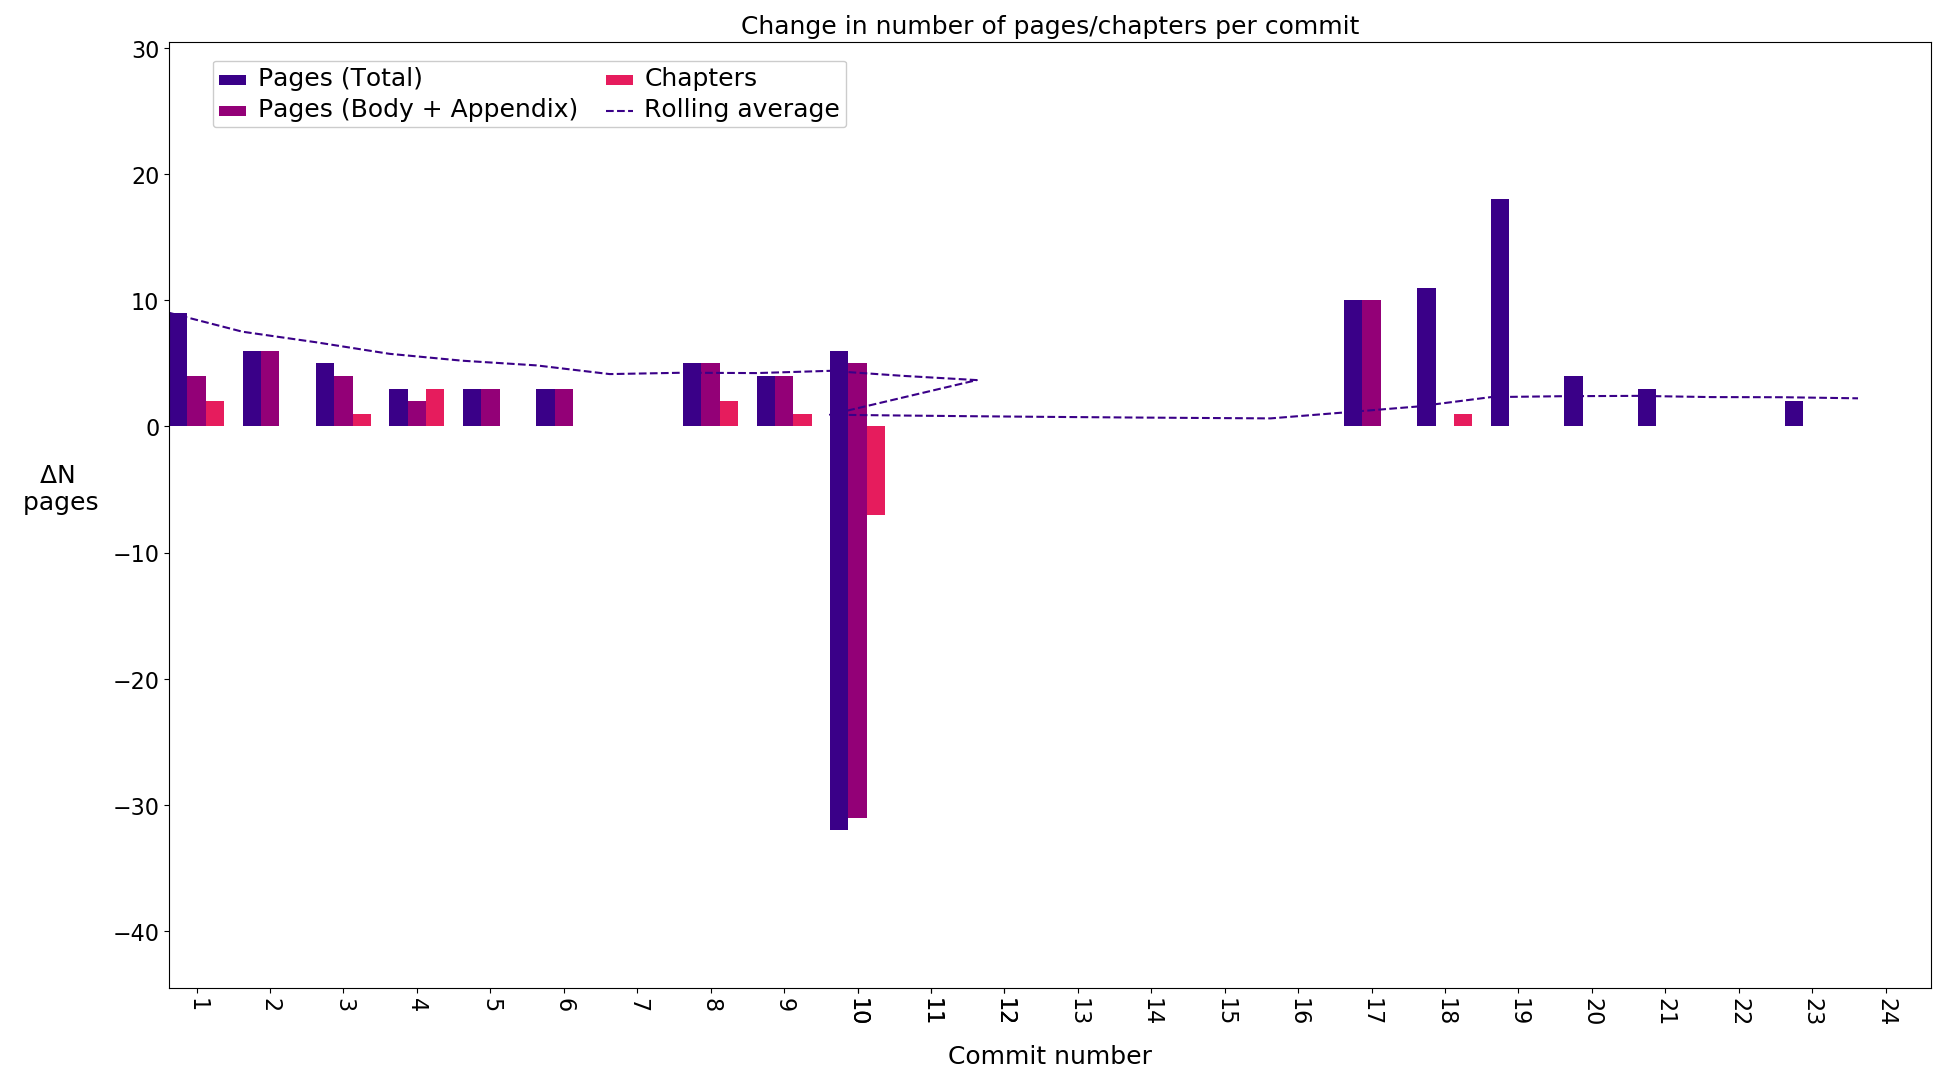 Change in number of pages/chapters per commit
30
20
10
0
−10
−20
−30
−40
Pages (Total)
Pages (Body + Appendix)
Chapters
Rolling average
ΔN
pages
1 2 3 4 5 6 7 8 9 10 11 12 13 14 15 16 17 18 19 20 21 22 23 24
Commit number